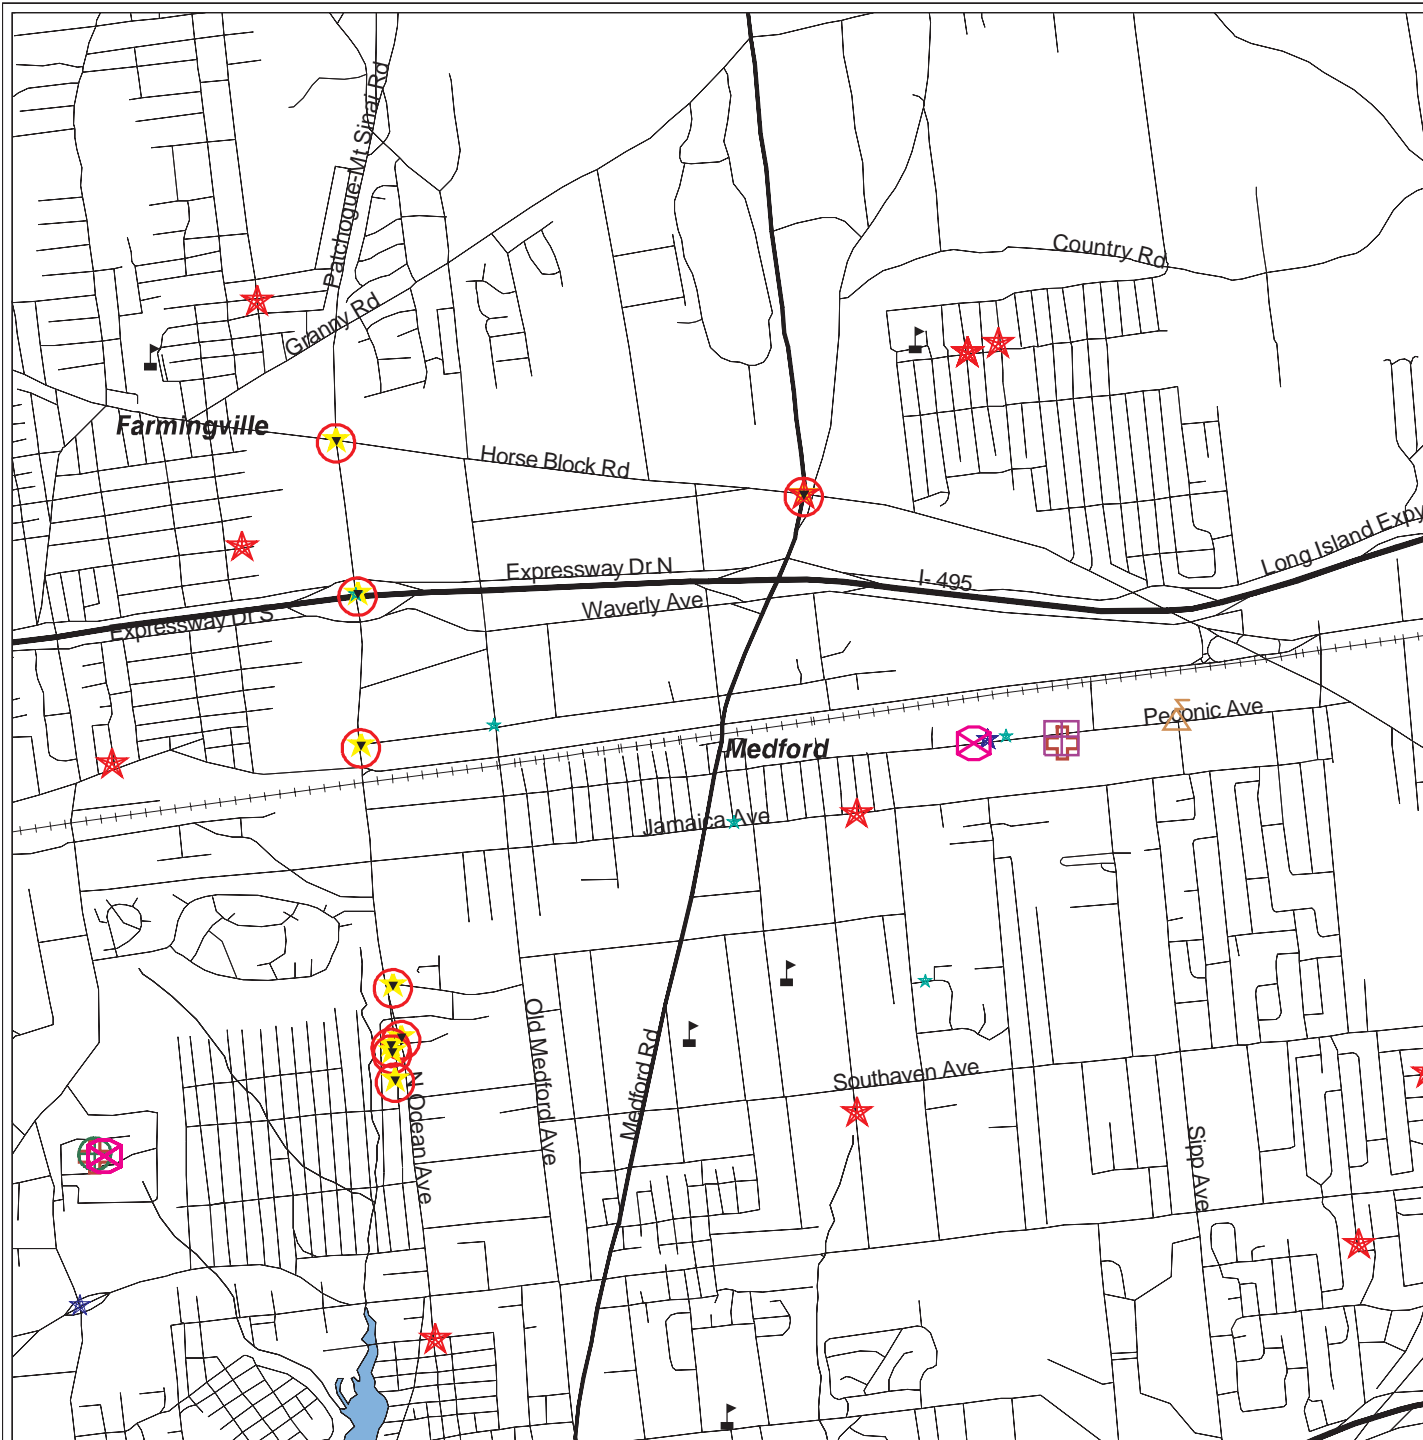 Patchogue-Mt Sinai Rd
Country Rd
Granny Rd
Farmingville
Horse Block Rd
Long Island Expy
Expressway Dr N
I- 495
Waverly Ave
Expressway Dr S
Peconic Ave
Medford
Jamaica Ave
Old Medford Ave
Medford Rd
Southaven Ave
N Ocean Ave
Sipp Ave